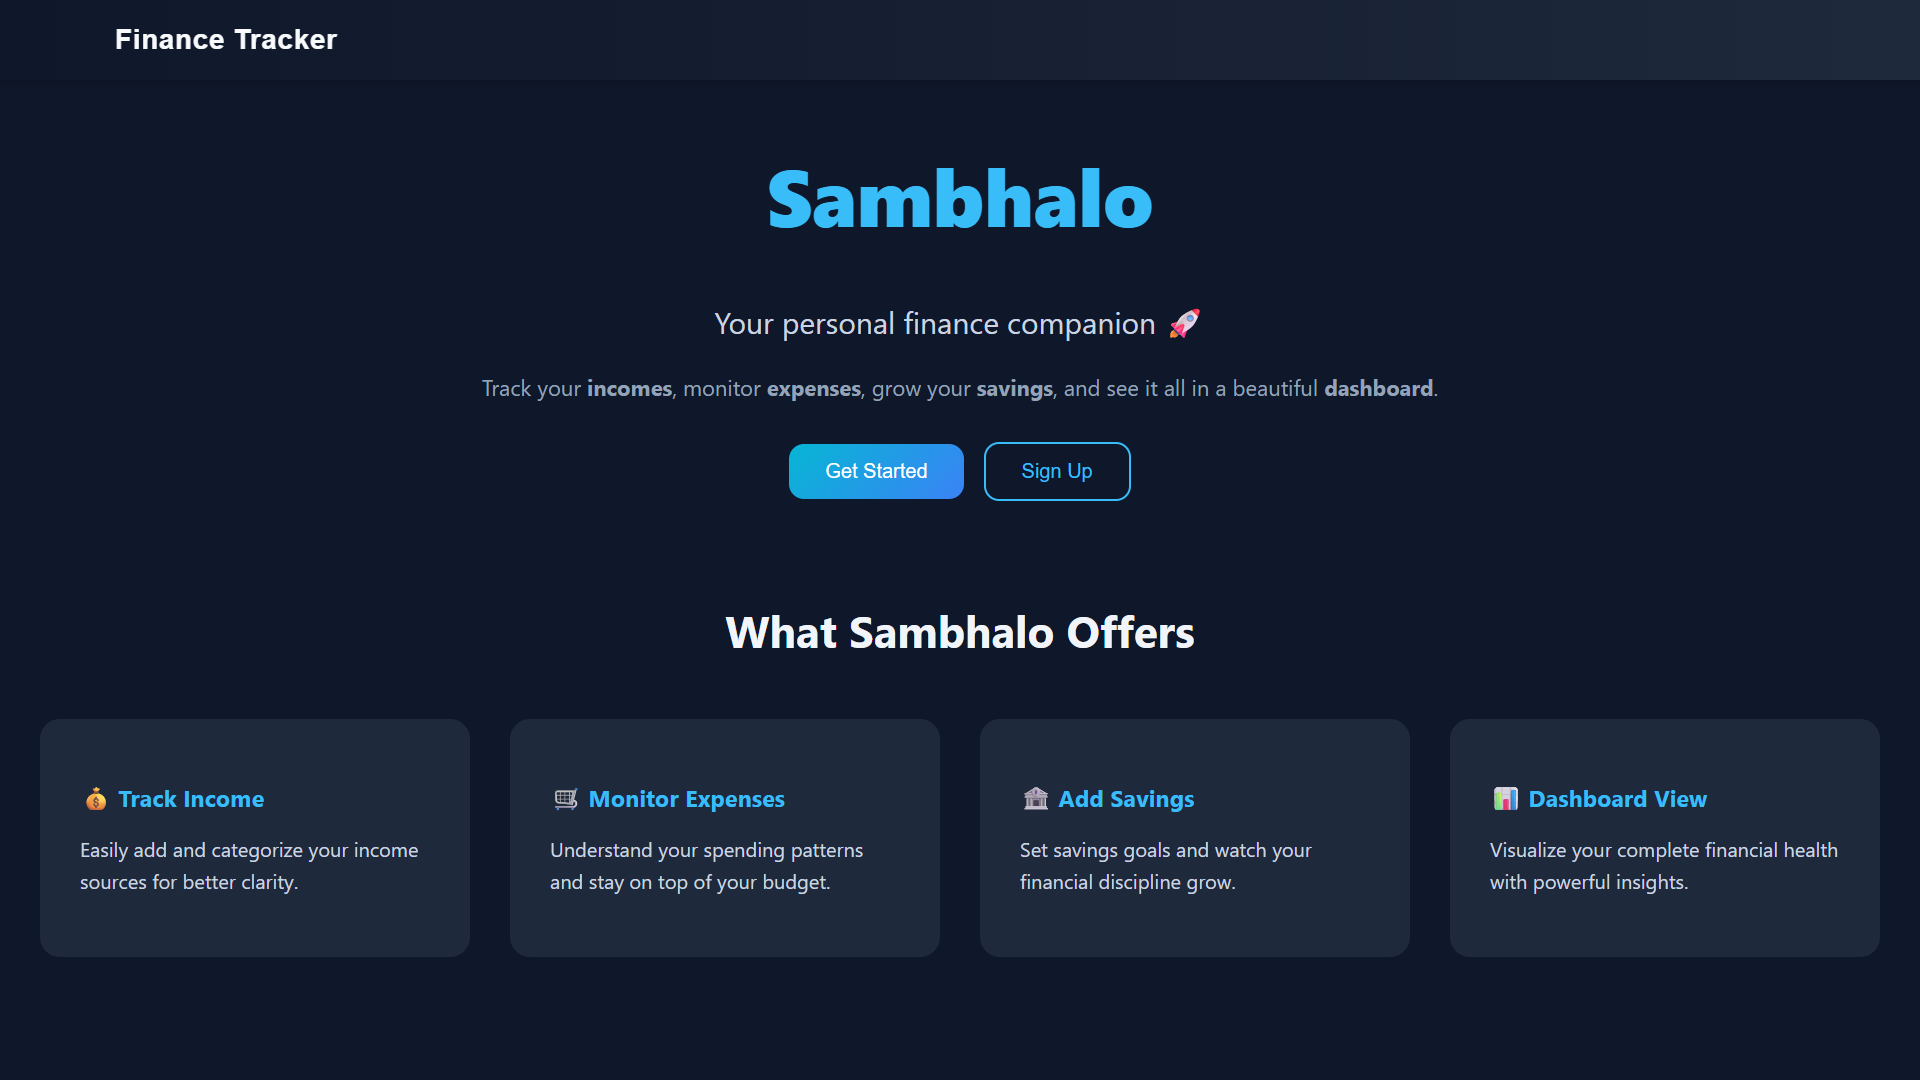 Finance Tracker
Sambhalo
Your personal finance companion 🚀
Track your incomes, monitor expenses, grow your savings, and see it all in a beautiful dashboard.
Get Started
Sign Up
What Sambhalo Offers
💰 Track Income
Easily add and categorize your income
sources for better clarity.
🛒 Monitor Expenses
Understand your spending patterns
and stay on top of your budget.
🏦 Add Savings
Set savings goals and watch your
financial discipline grow.
📊 Dashboard View
Visualize your complete financial health
with powerful insights.